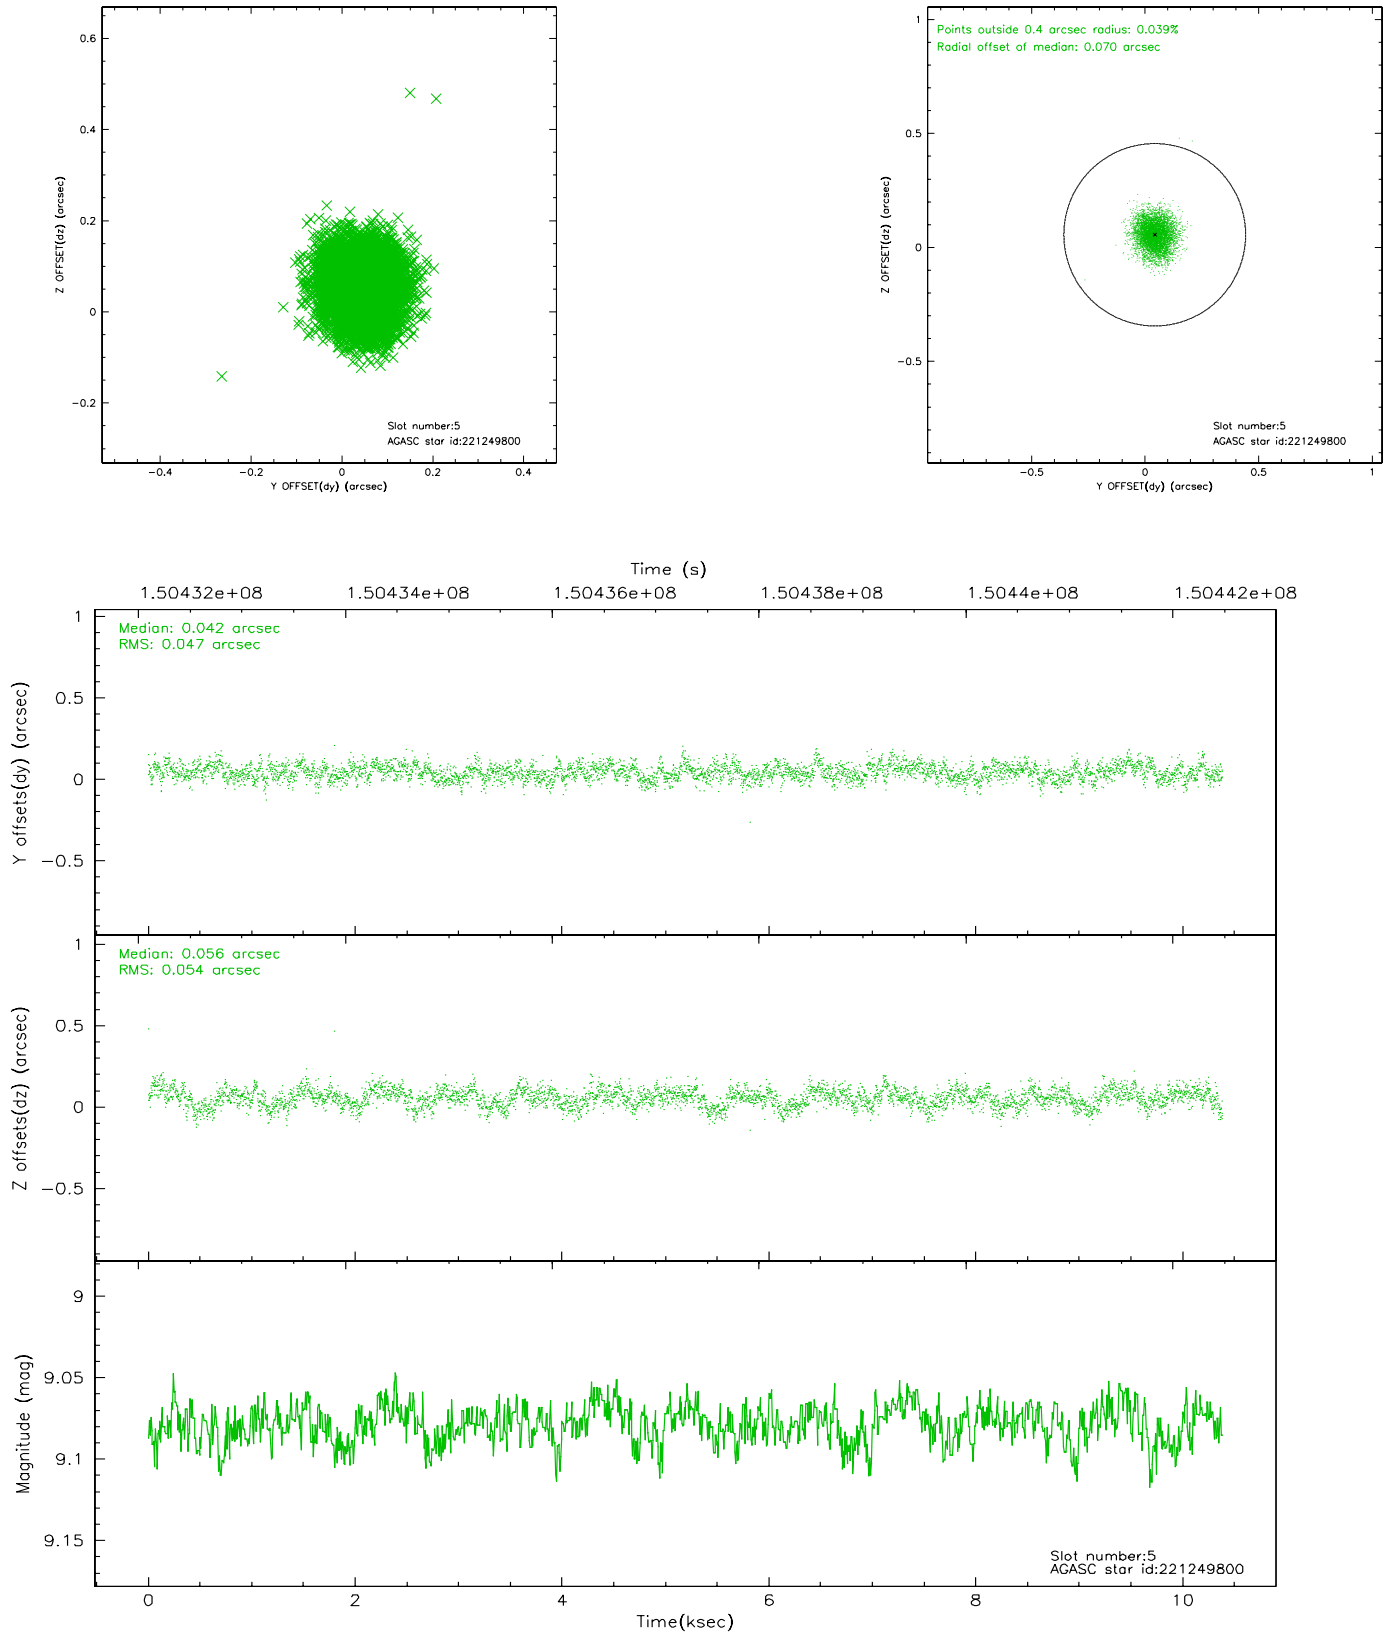 0.6
0.4
0.2
0
−0.2
Z OFFSET(dz) (arcsec)
Slot number:5
AGASC star id:221249800
−0.4 −0.2 0 0.2 0.4
Y OFFSET(dy) (arcsec)
Points outside 0.4 arcsec radius: 0.039%
Radial offset of median: 0.070 arcsec
1
0.5
0
−0.5
Z OFFSET(dz) (arcsec)
Slot number:5
AGASC star id:221249800
−0.5 0 0.5 1
Y OFFSET(dy) (arcsec)
Time (s)
1.50432e+08 1.50434e+08 1.50436e+08 1.50438e+08 1.5044e+08 1.50442e+08
Median: 0.042 arcsec
RMS: 0.047 arcsec
1
0.5
0
−0.5
Y offsets(dy) (arcsec)
Median: 0.056 arcsec
RMS: 0.054 arcsec
1
0.5
0
−0.5
Z offsets(dz) (arcsec)
9
9.05
9.1
9.15
Magnitude (mag)
Slot number:5
AGASC star id:221249800
0 2 4 6 8 10
Time(ksec)